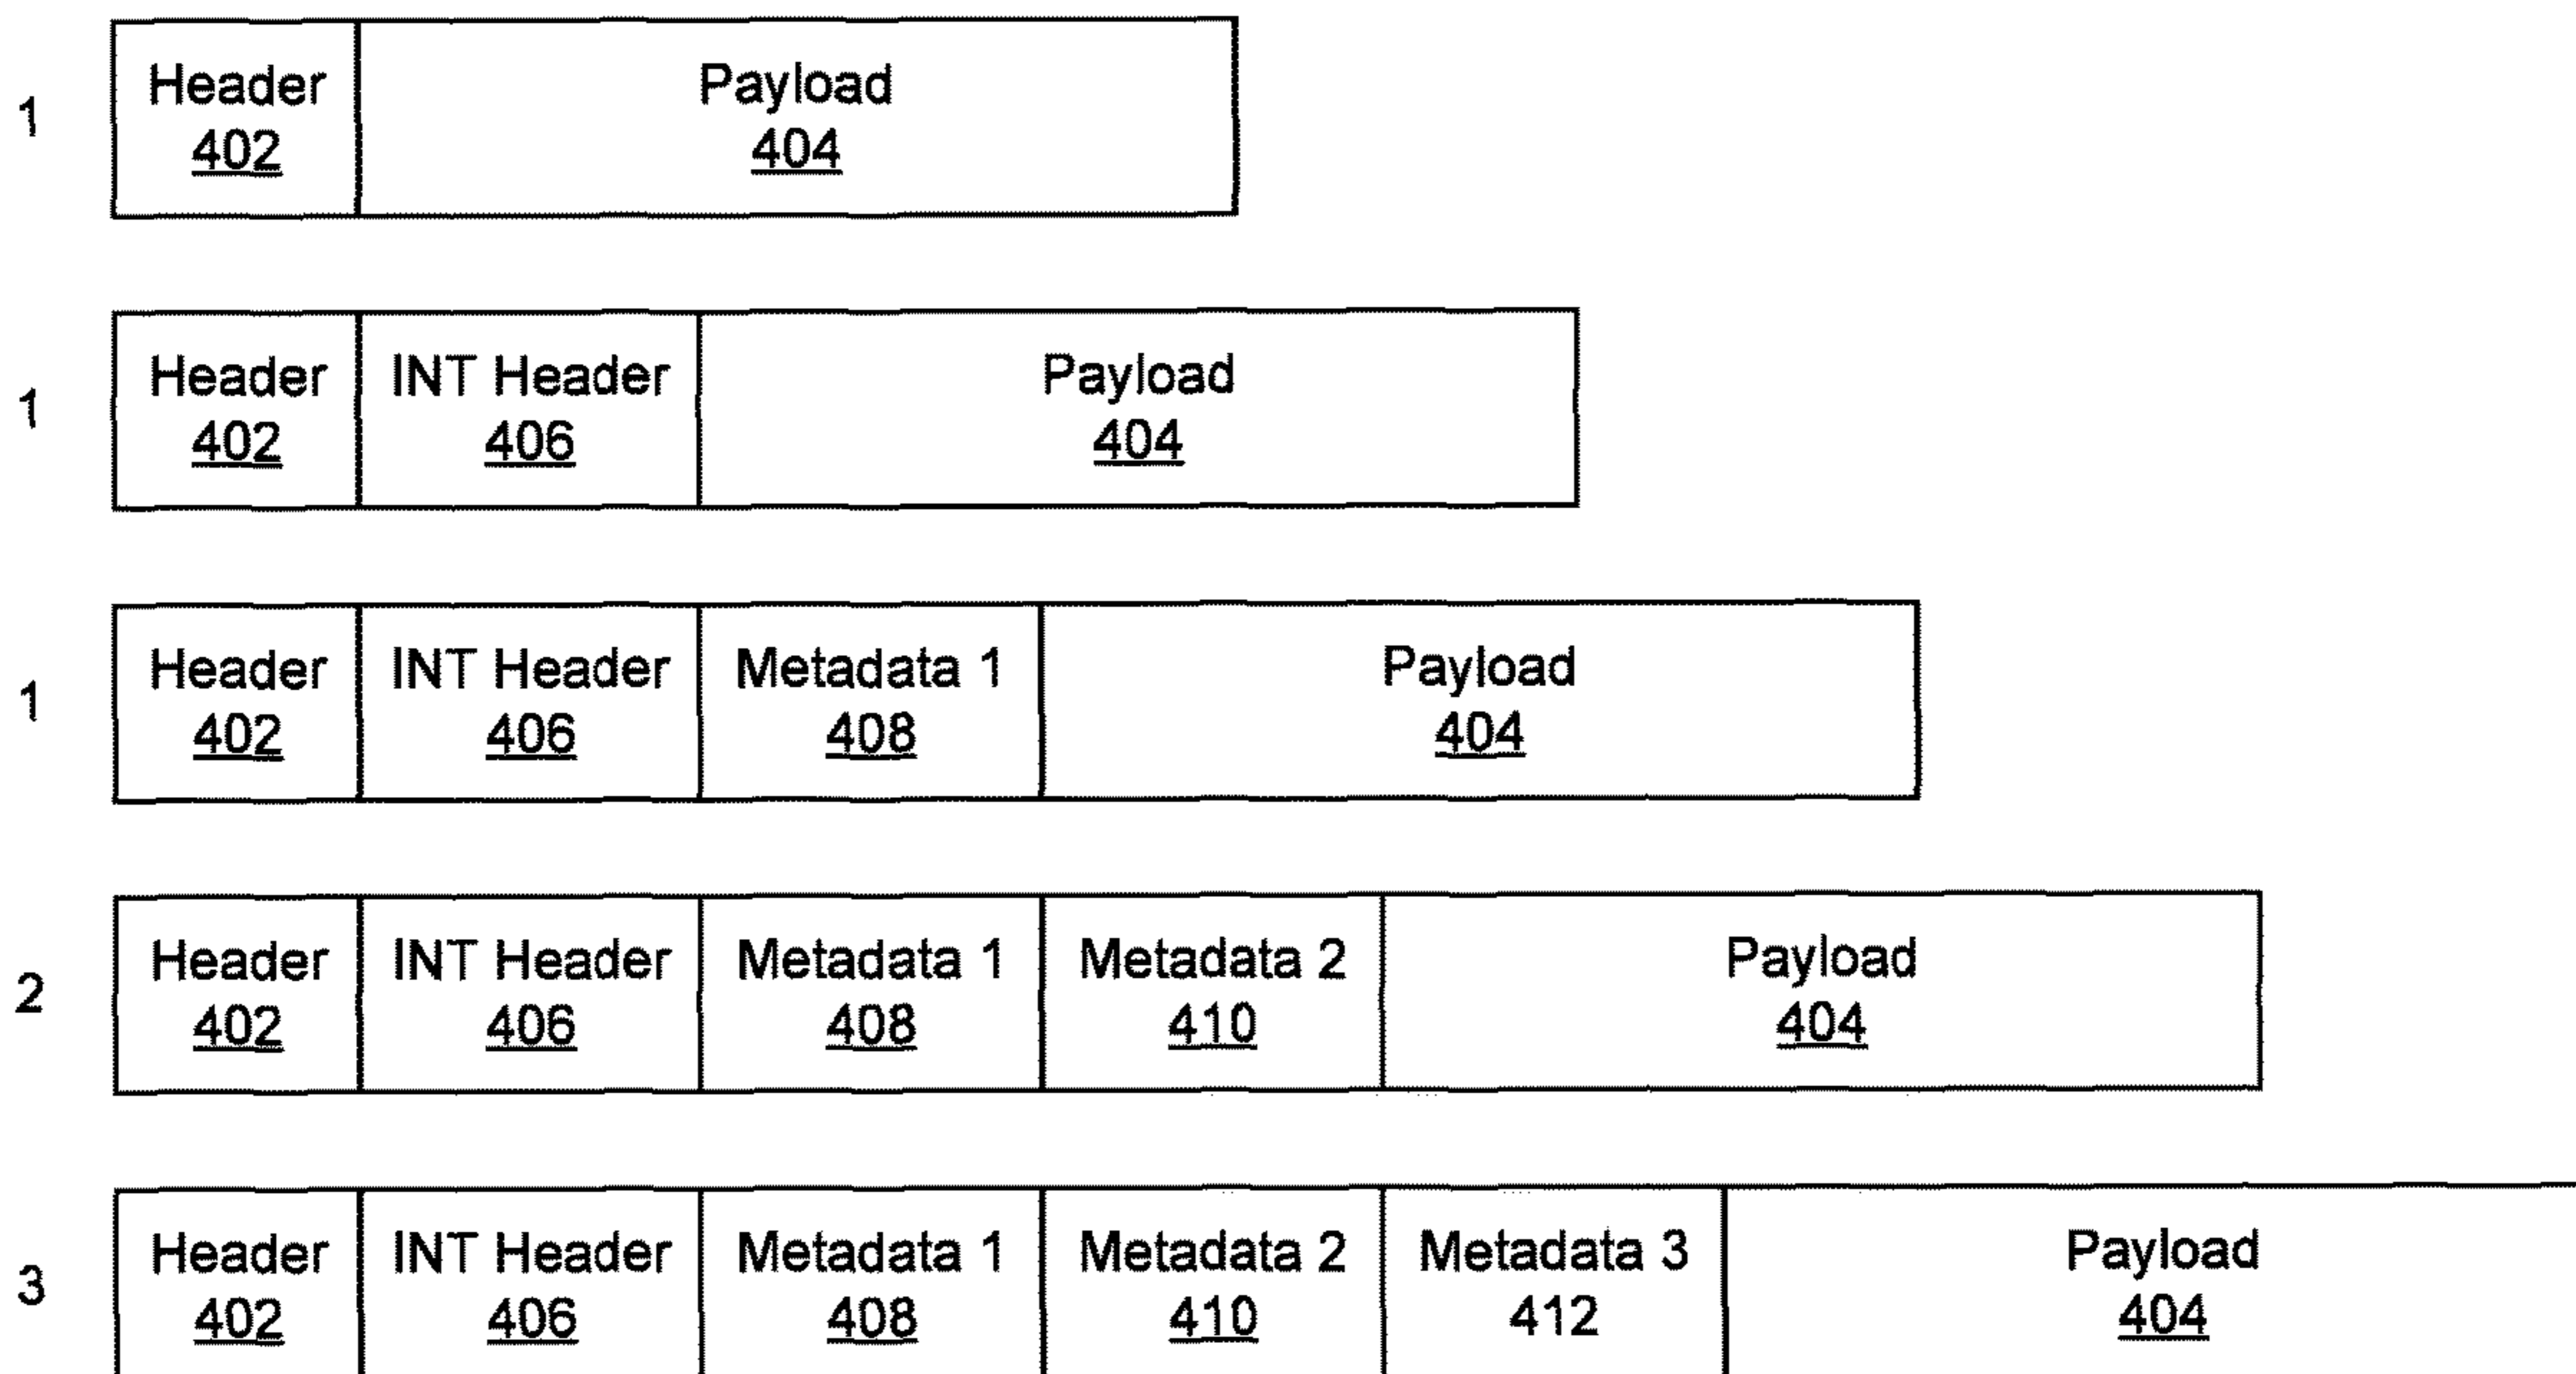 Header Payload
1
402 404
Header INT Header Payload
1
402 406 404
Header INT Header Metadata 1 Payload
1
402 406 408 404
Header INT Header Metadata 1 Metadata 2 Payload
2
402 406 408 410 404
Header INT Header Metadata 1 Metadata 2 Metadata 3 Payload
3
402 406 408 410 412 404